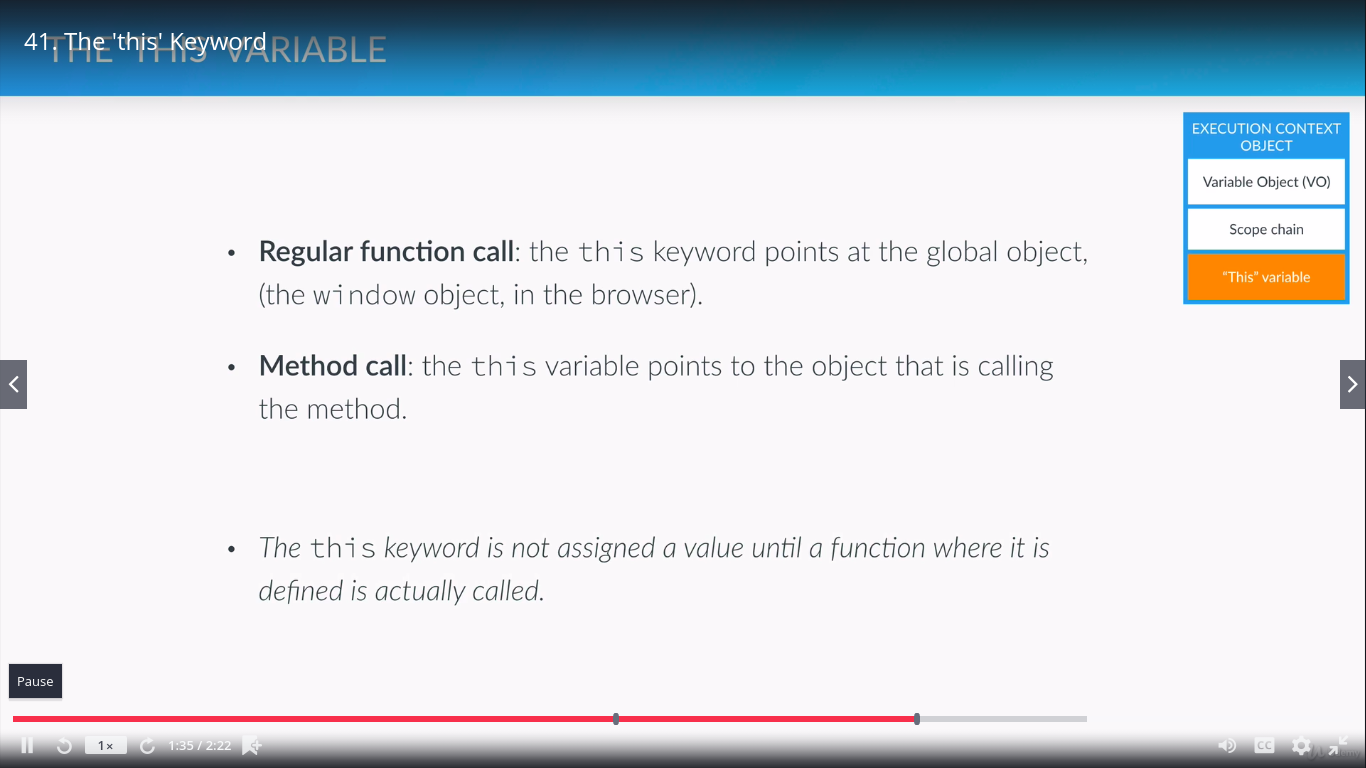 41. The 'this' Keyword
THE 'THIS' VARIABLE
EXECUTION CONTEXT
OBJECT
Variable Object (VO)
Scope chain
“This” variable
• Regular function call: the this keyword points at the global object,
(the window object, in the browser).
• Method call: the this variable points to the object that is calling
the method.
• The this keyword is not assigned a value until a function where it is
defined is actually called.
Pause
1×
1:35 / 2:22
CC